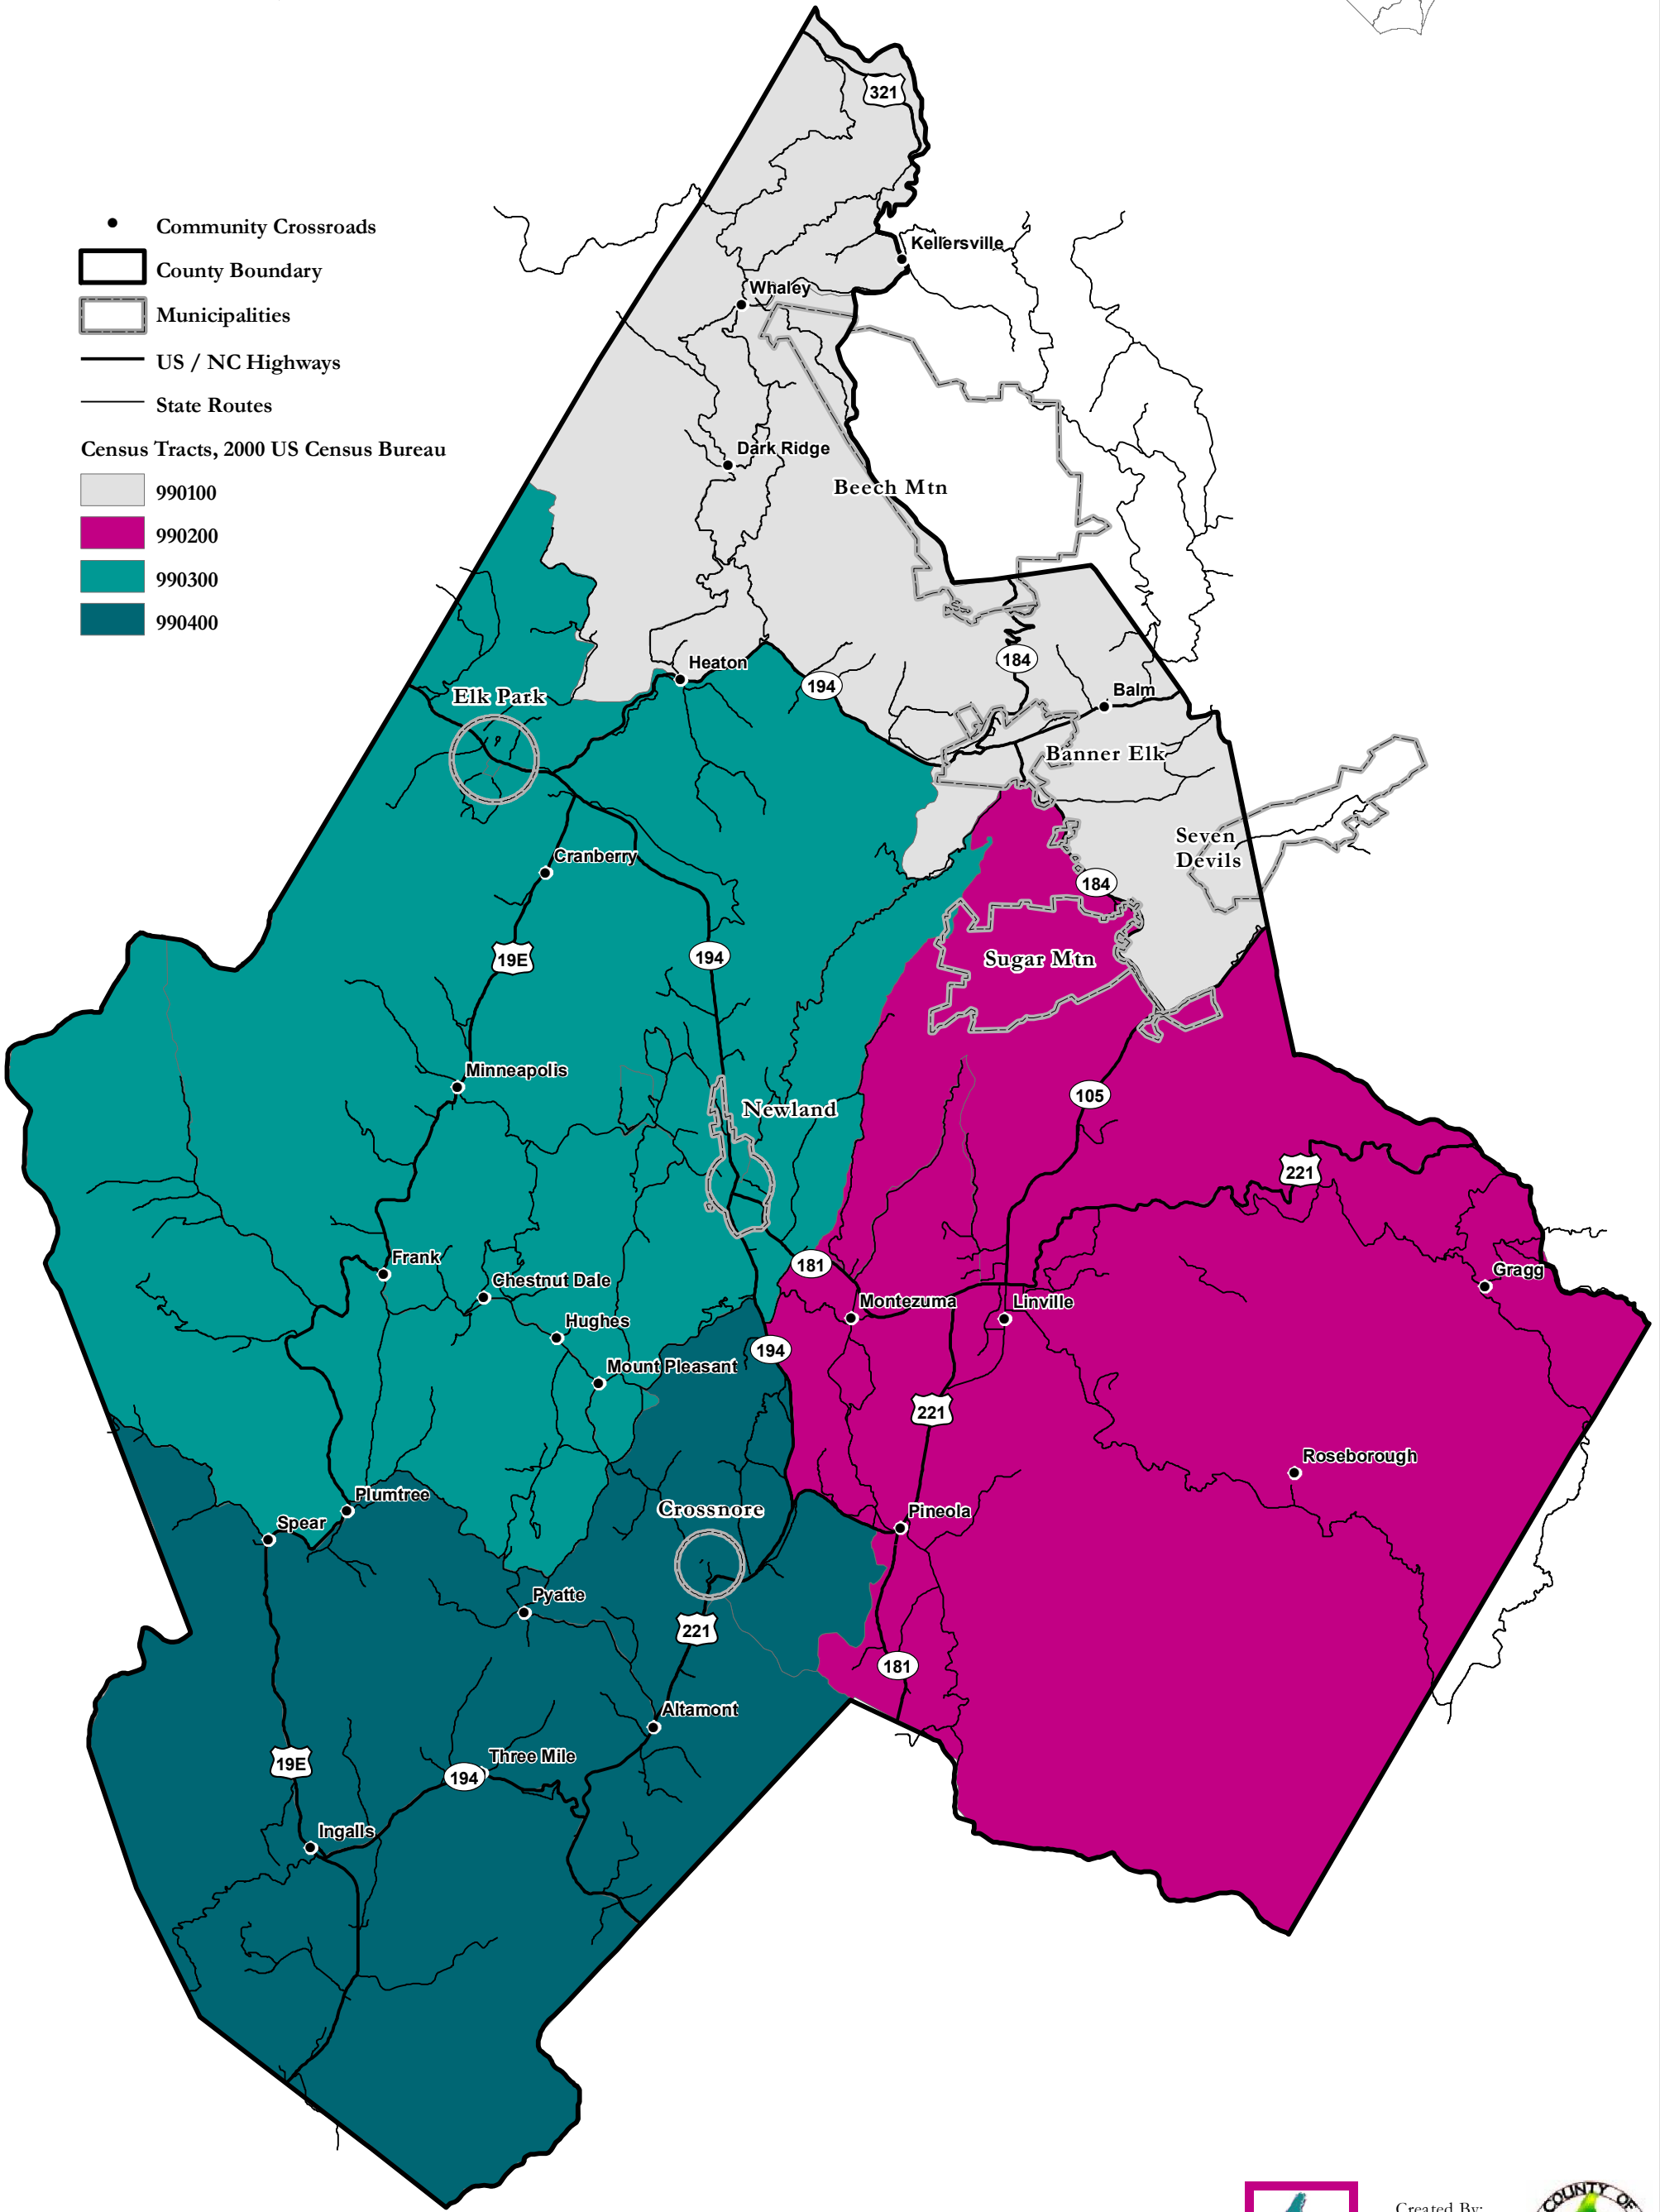 321
Community Crossroads
Kellersville
County Boundary
Whaley
Municipalities
US / NC Highways
State Routes
Census Tracts, 2000 US Census Bureau
Dark Ridge
Beech Mtn
990100
990200
990300
990400
184
Heaton
194
Balm
Elk Park
Banner Elk
Seven
Devils
Cranberry
184
19E
194
Sugar Mtn
Minneapolis
105
Newland
221
Frank
181
Gragg
Chestnut Dale
Montezuma
Linville
Hughes
194
Mount Pleasant
221
Roseborough
Plumtree
Crossnore
Pineola
Spear
Pyatte
221
181
Altamont
Three Mile
19E
194
Ingalls
Created By:
COUNTY OF